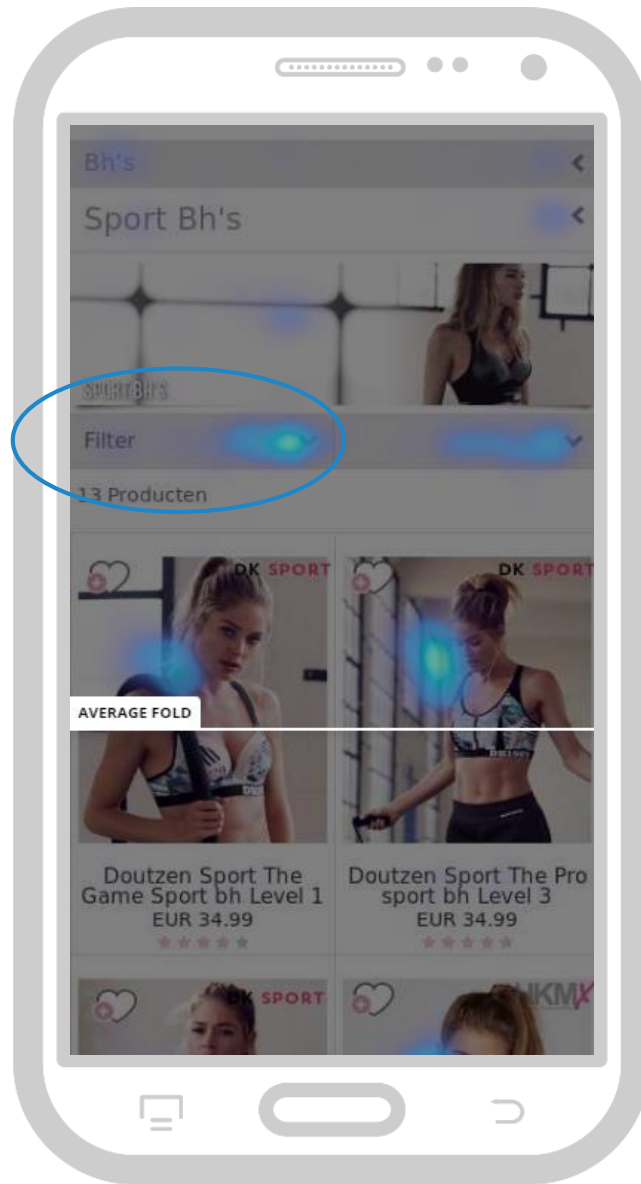 Bh's
Sport Bh's
SPORT BH'S
Filter
13 Producten
DK SPORT
DK SPORT
AVERAGE FOLD
Doutzen Sport The
Game Sport bh Level 1
EUR 34.99
Doutzen Sport The Pro
sport bh Level 3
EUR 34.99
DK SPORT
HKMX